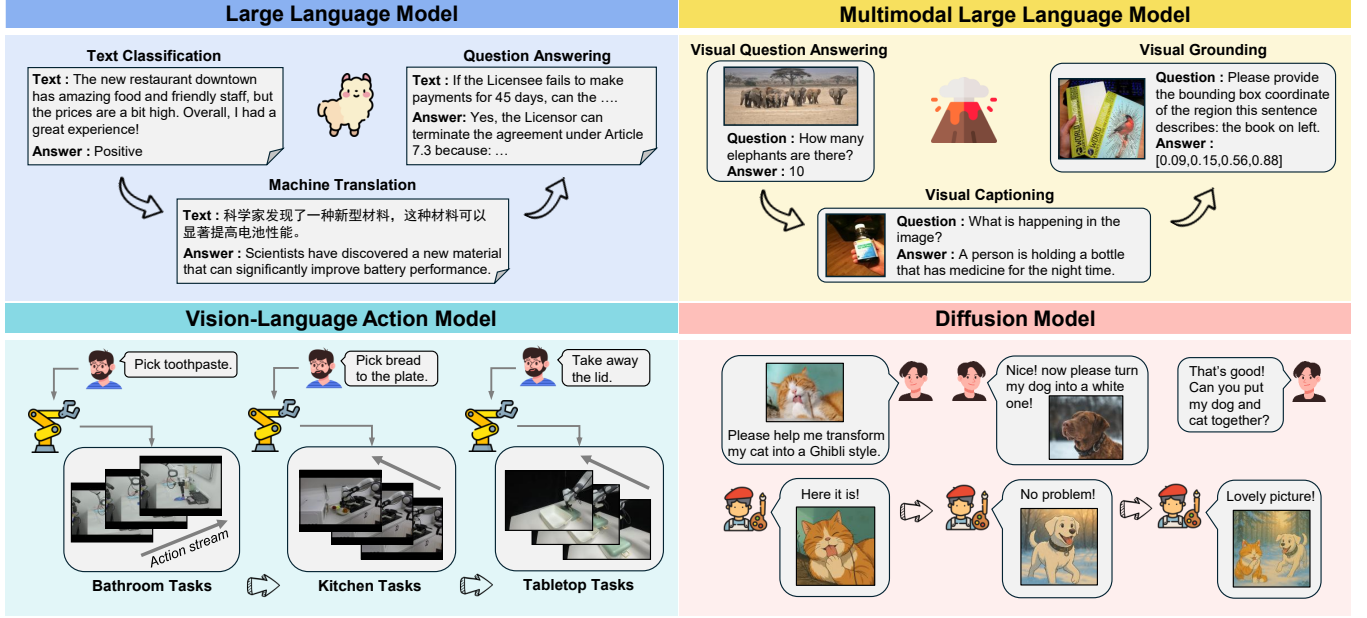 Large Language Model
Text Classification
Text : The new restaurant downtown
has amazing food and friendly staff, but
the prices are a bit high. Overall, I had a
great experience!
Answer : Positive
Question Answering
Text : If the Licensee fails to make
payments for 45 days, can the ….
Answer: Yes, the Licensor can
terminate the agreement under Article
7.3 because: …
Machine Translation
Text : 科学家发现了一种新型材料，这种材料可以
显著提高电池性能。
Answer : Scientists have discovered a new material
that can significantly improve battery performance.
Multimodal Large Language Model
Visual Question Answering
Question : How many
elephants are there?
Answer : 10
Visual Grounding
Question : Please provide
the bounding box coordinate
of the region this sentence
describes: the book on left.
Answer :
[0.09,0.15,0.56,0.88]
Visual Captioning
Question : What is happening in the
image?
Answer : A person is holding a bottle
that has medicine for the night time.
Vision-Language Action Model
Pick toothpaste.
Pick bread
to the plate.
Take away
the lid.
Action stream
Bathroom Tasks
Kitchen Tasks
Tabletop Tasks
Diffusion Model
Please help me transform
my cat into a Ghibli style.
Nice! now please turn
my dog into a white
one!
That's good!
Can you put
my dog and
cat together?
Here it is!
No problem!
Lovely picture!